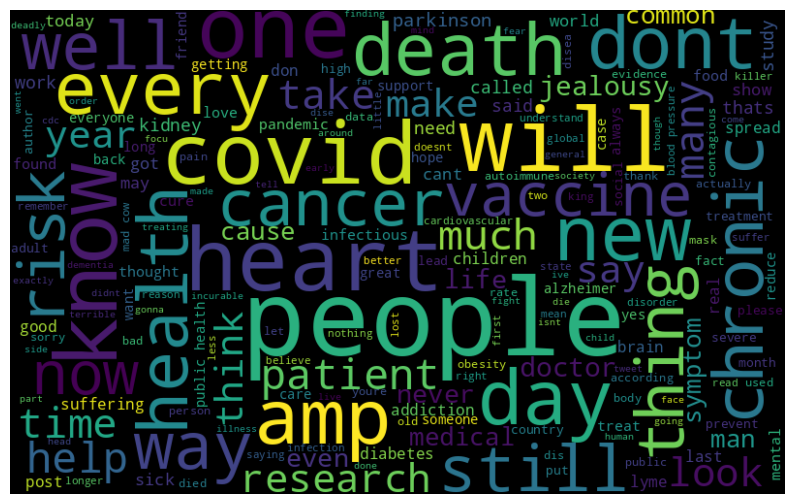 finding
deadly
today
friend
one
death
fear
mind
parkinson
world
disea
dont
common
study
well
every
getting
work
don
high
take
support
little
called
said
make
jealousy
food
evidence
killer
show
thats
many
went
cdc
order
author
year
everyone
love
kidney
pandemic
focu
data
dise
far
around
need
understand
doesnt
case
global
general
though
blood pressure
contagious
come
spread
back
long
pain
hope
cant
covid
will
social
always
found
got
may
cure
early
autoimmune
society
thank
actually
risk
know
remember
made
treating
tell
cancer
vaccine
two
king
treatment
mad cow
cause
infectious
cardiovascular
much
new
mask
suffer
adult
dementia
health
thought
heart
better
great
lead
children
life
say
state
ive
fact
real
reduce
chronic
exactly
didnt
want
reason
gonna
terrible
incurable
let
nothing
lost
rate
fight
first
die
mean
isnt
alzheimer
disorder
yes
please
severe
month
good
sorry
side
bad
public health
less
think
people
believe
obesity
child
brain
tweet
thing
according
symptom
now
patient
youre
right
doctor
body
face
going
read used
prevent
part
suffering
person
care
live
never
day
country
treat
human
man
mental
time
way
amp
addiction
old
someone
medical
illness
help
head
saying
infection
done
even
diabetes
still
dis
put
public
last
look
post
longer
sick
died
research
lyme